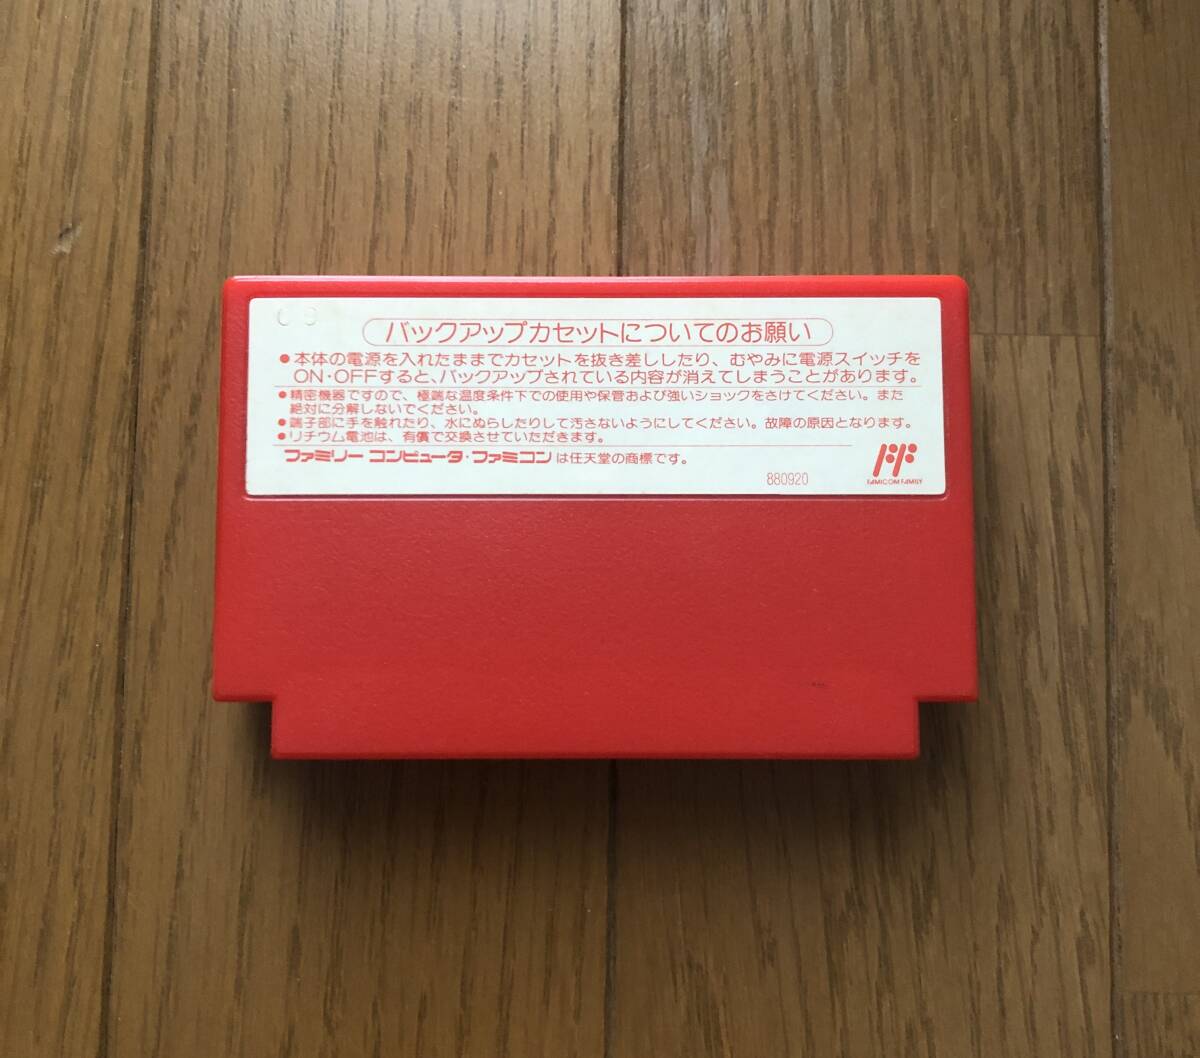 バックアップカセットについてのお願い
●本体の電源を入れたままでカセットを抜き差ししたり、むやみに電源スイッチを
ON・OFFすると、バックアップされている内容が消えてしまうことがあります。
●精密機器ですので、極端な温度条件下での使用や保管および強いショックをさけてください。また
絶対に分解しないでください。
●端子部に手を触れたり、水にぬらしたりして汚さないようにしてください。故障の原因となります。
●リチウム電池は、有償で交換させていただきます。
ファミリー コンピュータ・ファミコン は任天堂の商標です。
880920
FAMICOM FAMILY